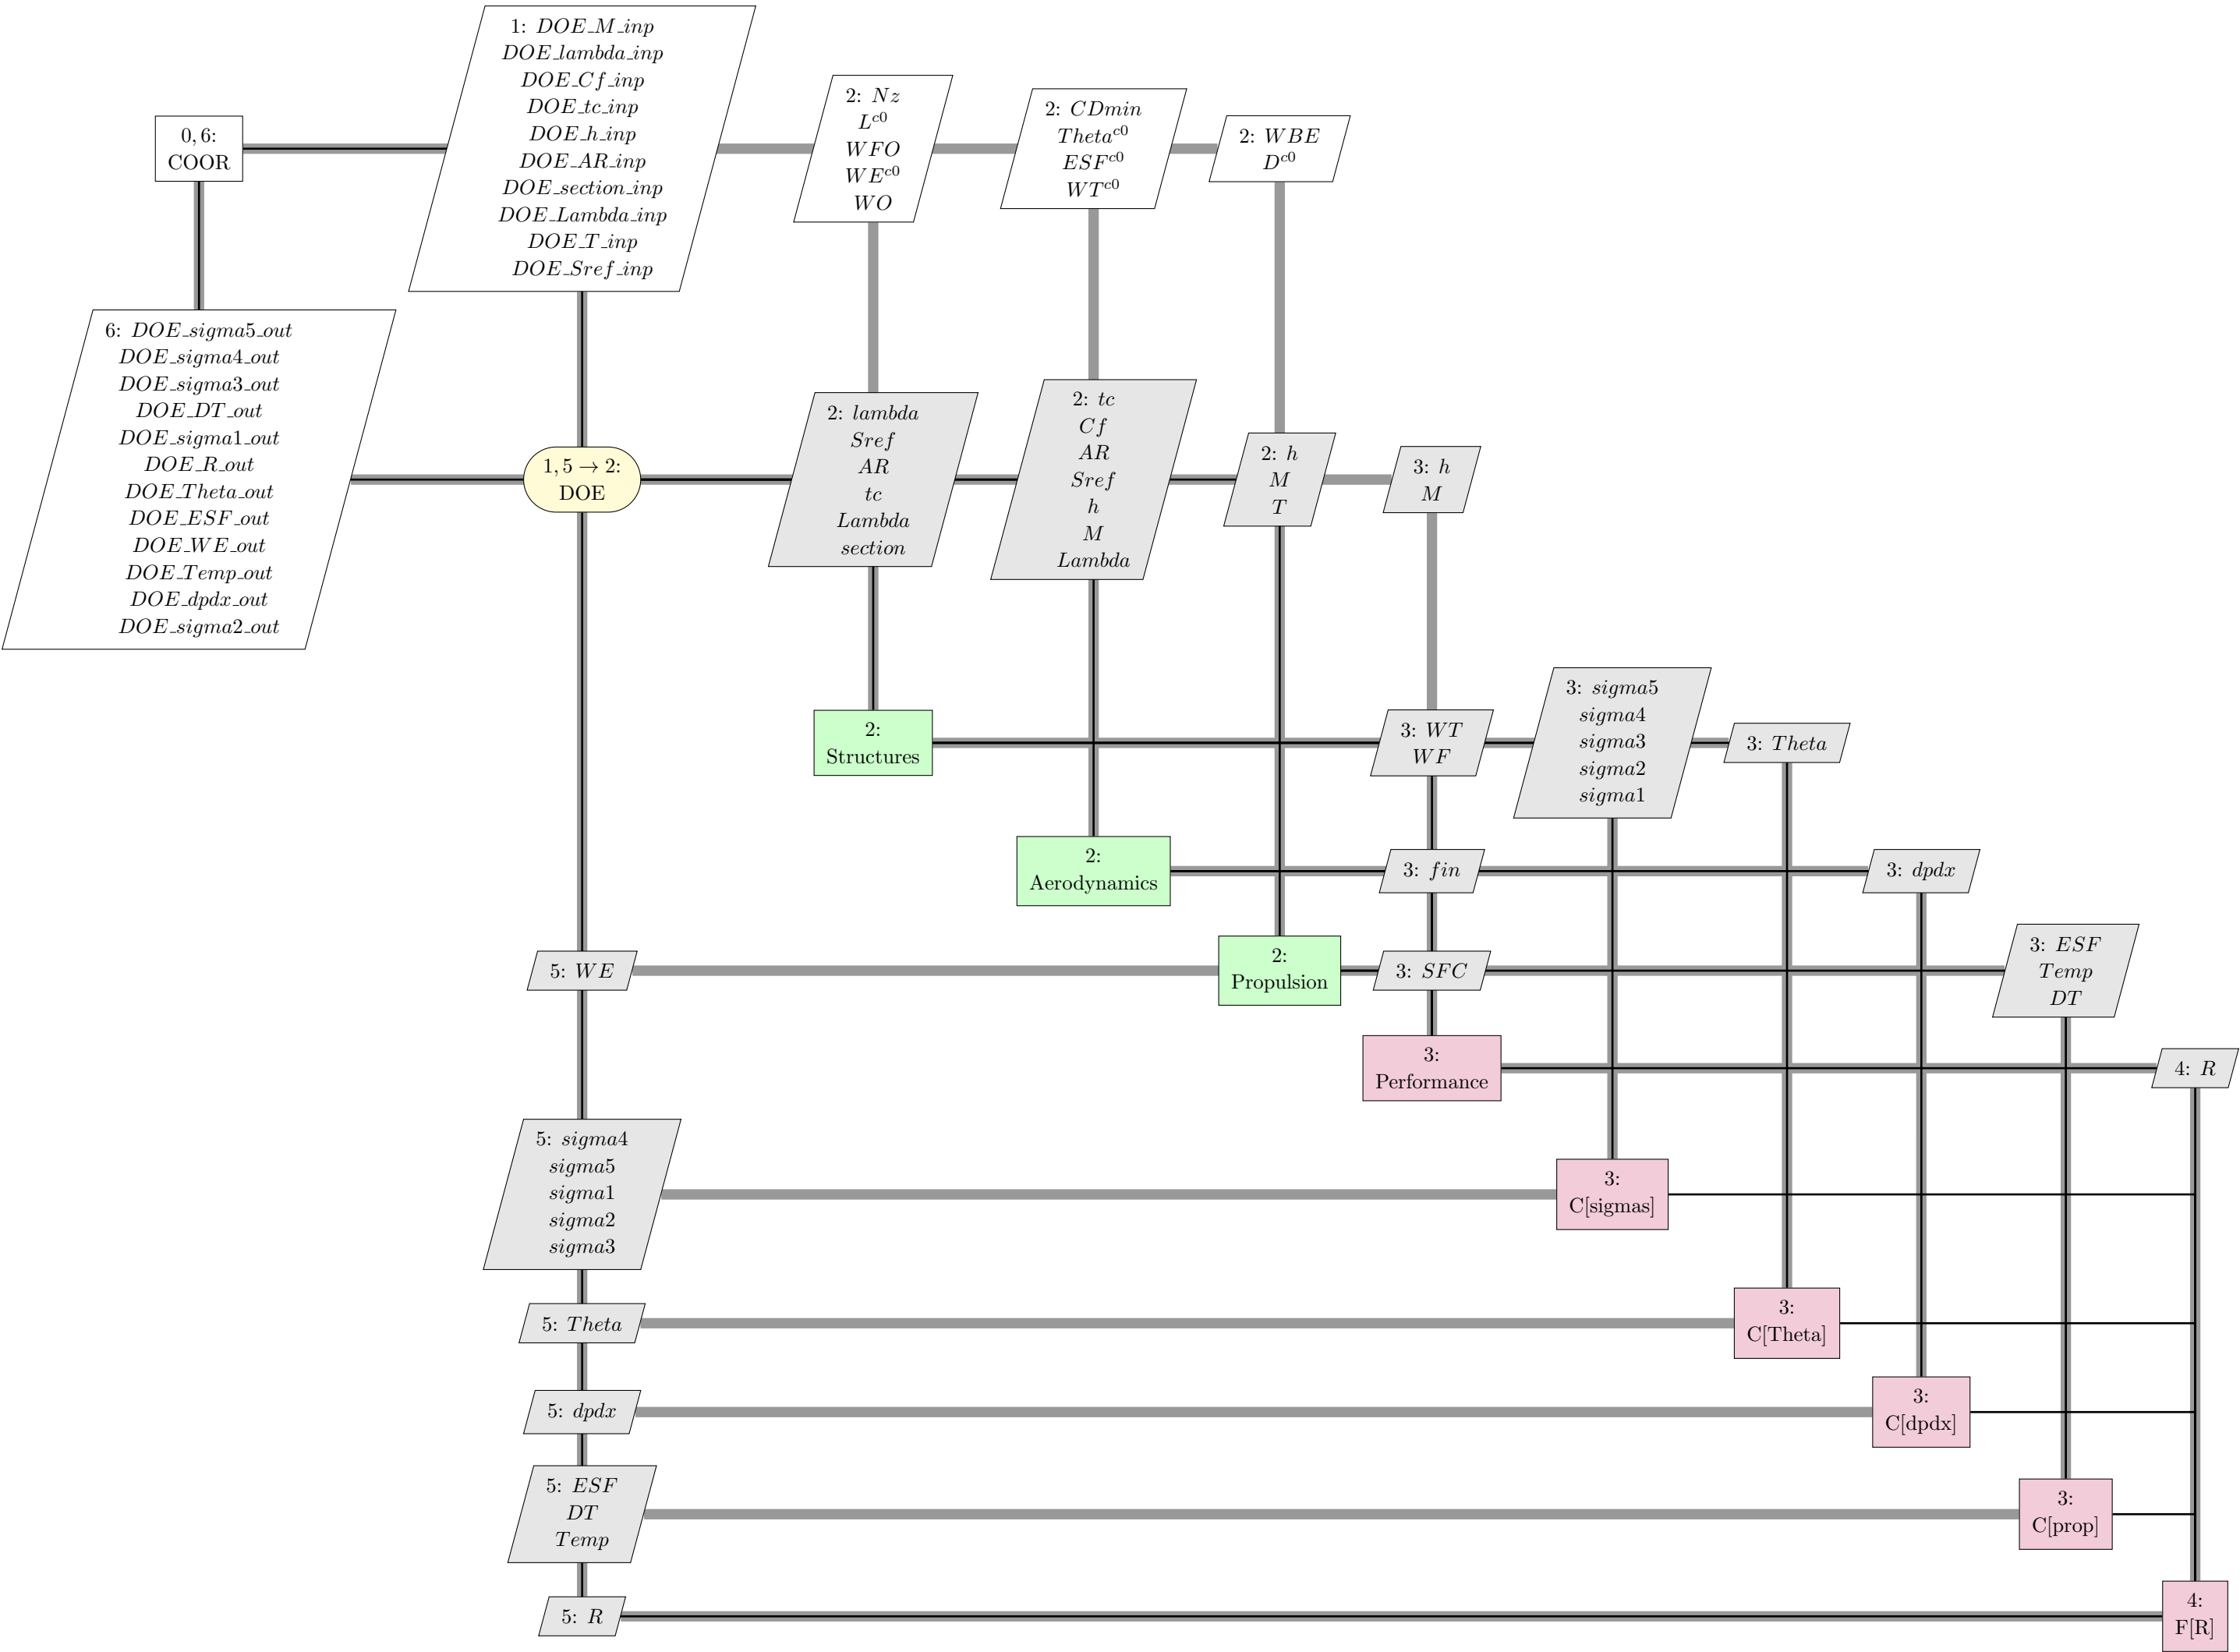 1: DOE_M_inp
DOE_lambda_inp
DOE_Cf_inp
DOE_tc_inp
DOE_h_inp
DOE_AR_inp
DOE_section_inp
DOE_Lambda_inp
DOE_T_inp
DOE_Sref_inp
0, 6:
COOR
2: Nz
L^{c0}
WFO
WE^{c0}
WO
2: CDmin
Theta^{c0}
ESF^{c0}
WT^{c0}
2: WBE
D^{c0}
6: DOE_sigma5_out
DOE_sigma4_out
DOE_sigma3_out
DOE_DT_out
DOE_sigma1_out
DOE_R_out
DOE_Theta_out
DOE_ESF_out
DOE_WE_out
DOE_Temp_out
DOE_dpdx_out
DOE_sigma2_out
1, 5 → 2:
DOE
2: lambda
Sref
AR
tc
Lambda
section
2: tc
Cf
AR
Sref
h
M
Lambda
2: h
M
T
3: h
M
2:
Structures
3: WT
WF
3: sigma5
sigma4
sigma3
sigma2
sigma1
3: Theta
2:
Aerodynamics
3: fin
3: dpdx
5: WE
2:
Propulsion
3: SFC
3: ESF
Temp
DT
3:
Performance
4: R
5: sigma4
sigma5
sigma1
sigma2
sigma3
3:
C[sigmas]
5: Theta
3:
C[Theta]
5: dpdx
3:
C[dpdx]
5: ESF
DT
Temp
3:
C[prop]
5: R
4:
F[R]